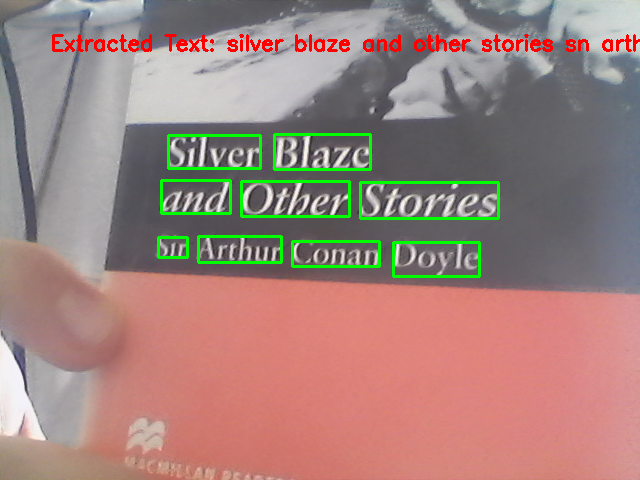 Extracted Text: silver blaze and other stories sn arth
Silver Blaze
and Other Stories
Sir Arthur Conan Doyle
MACMILLAN READERS